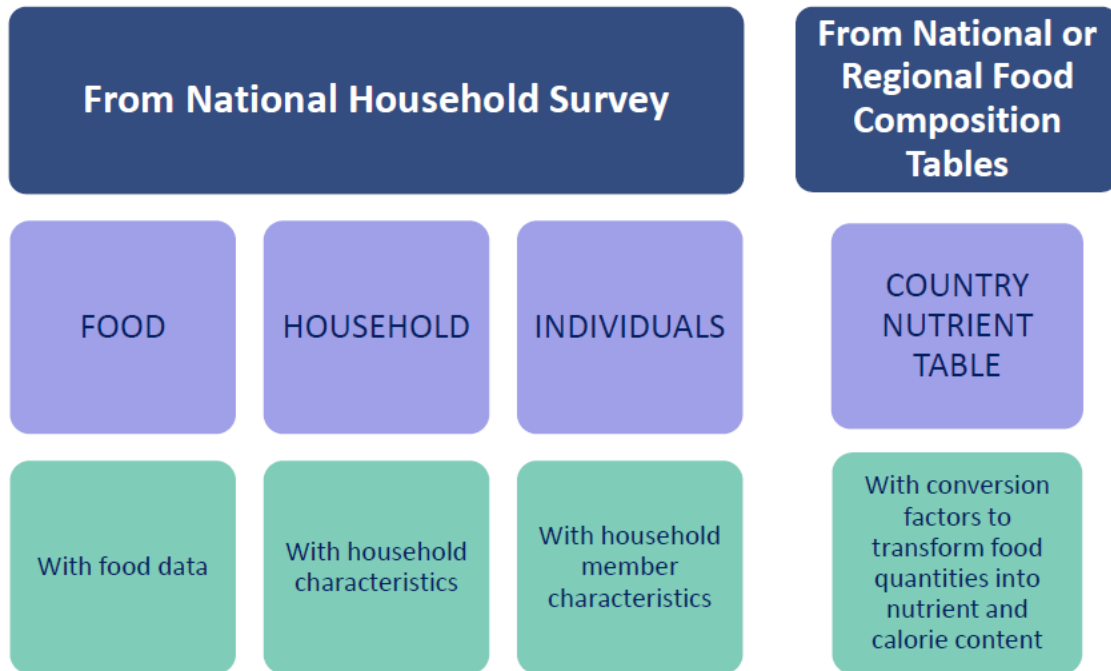 From National Household Survey
From National or
Regional Food
Composition
Tables
FOOD
HOUSEHOLD
INDIVIDUALS
COUNTRY
NUTRIENT
TABLE
With food data
With household
characteristics
With household
member
characteristics
With conversion
factors to
transform food
quantities into
nutrient and
calorie content